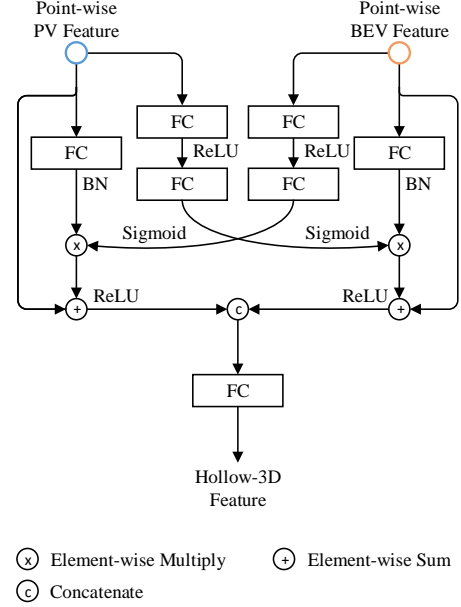 Point-wise
PV Feature
Point-wise
BEV Feature
FC
FC
FC
FC
ReLU
ReLU
BN
FC
FC
BN
Sigmoid
Sigmoid
x
x
ReLU
ReLU
+
c
+
FC
Hollow-3D
Feature
x Element-wise Multiply
+ Element-wise Sum
c Concatenate